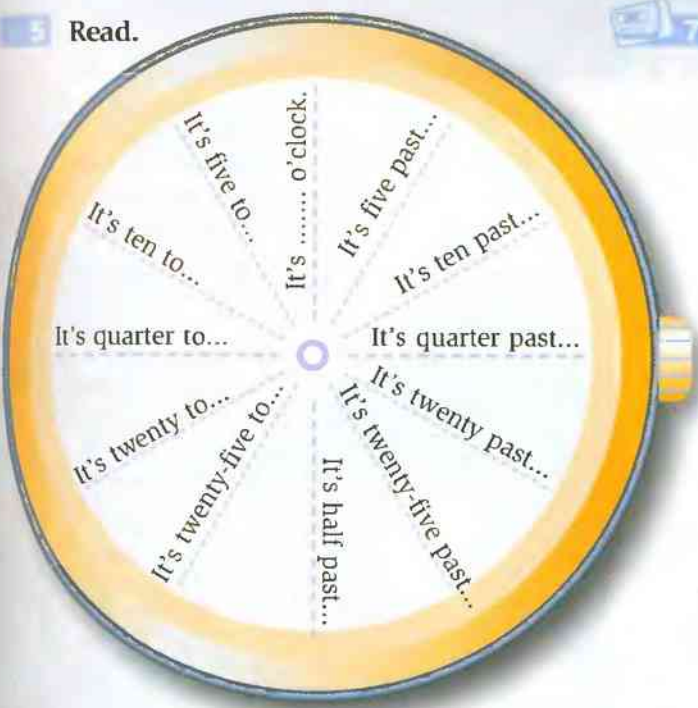 5 Read.
7
It's ........ o'clock.
It's five past...
It's ten past...
It's quarter past...
It's twenty past...
It's twenty-five past...
It's half past...
It's twenty-five to...
It's twenty to...
It's quarter to...
It's ten to...
It's five to...